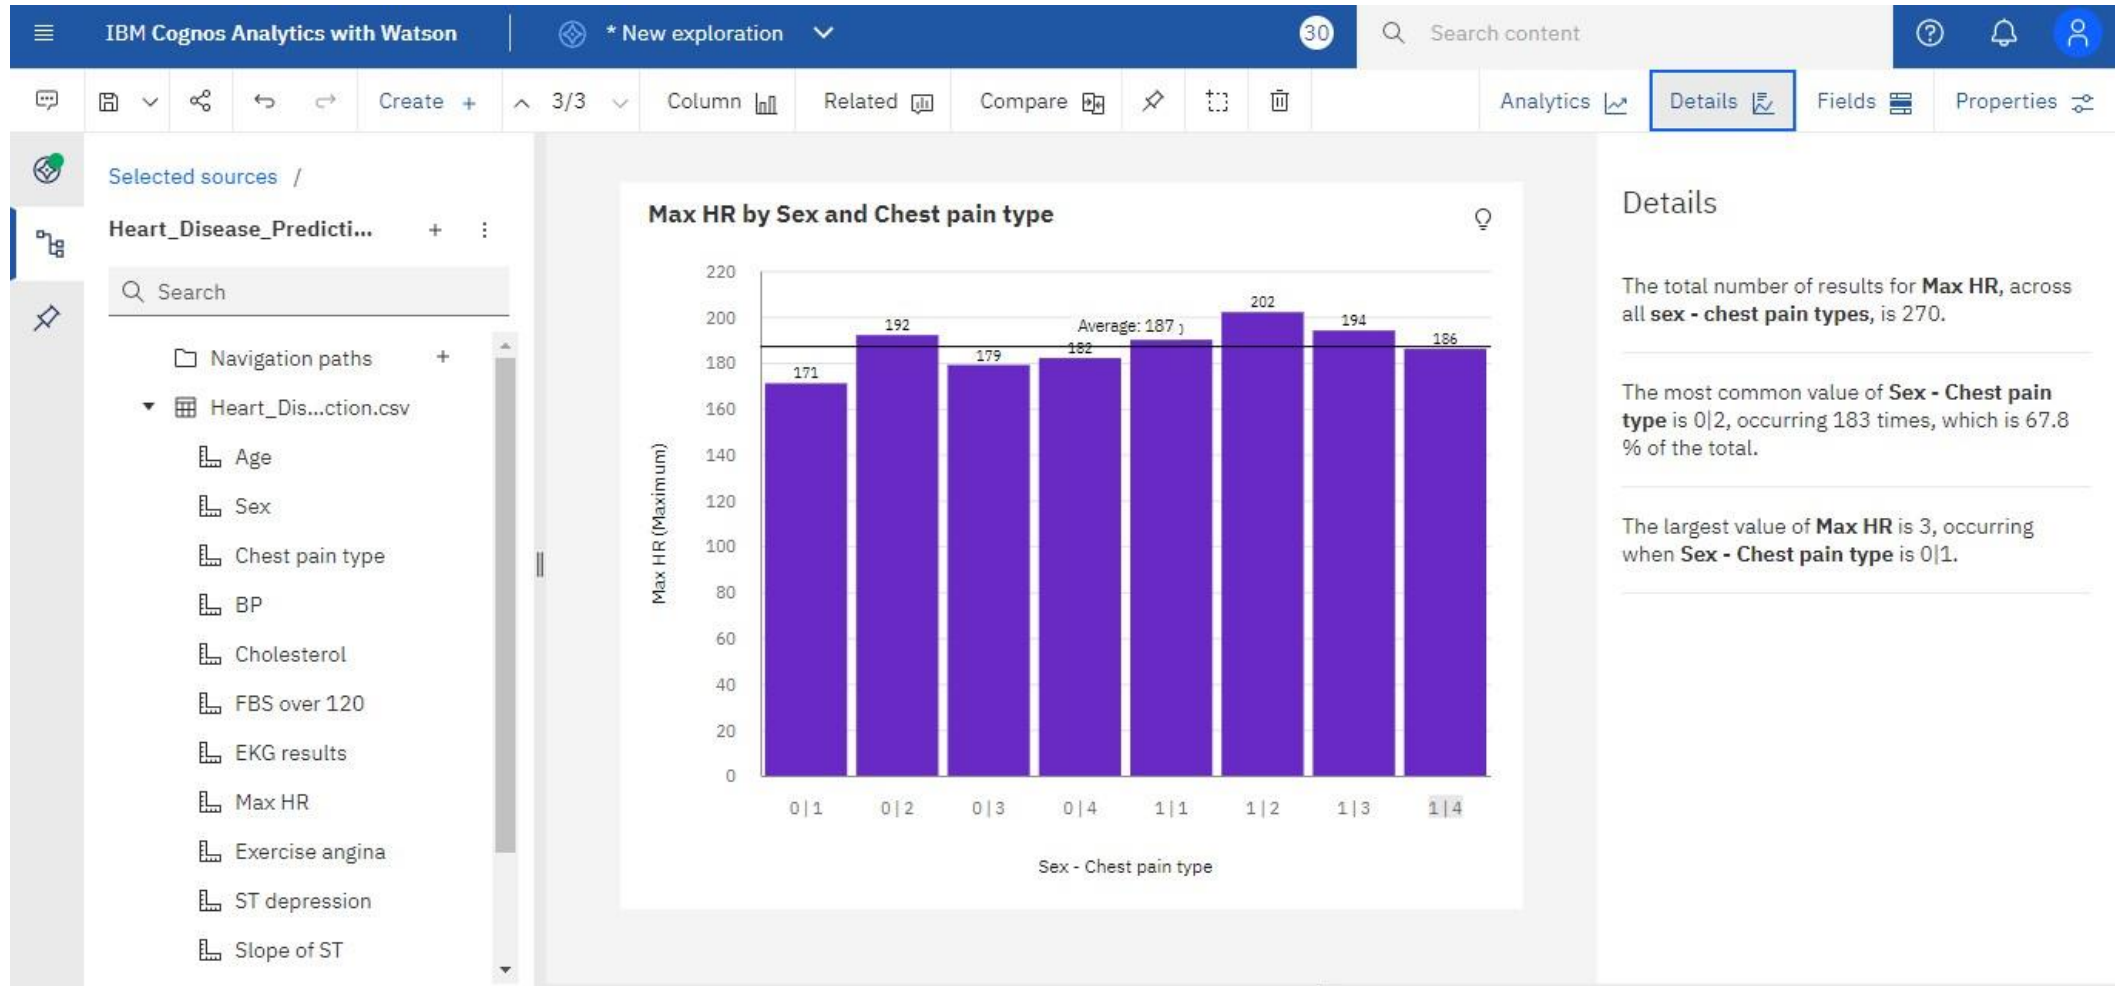 IBM Cognos Analytics with Watson
* New exploration
30
Search content
Create +
3/3
Column
Related
Compare
Analytics
Details
Fields
Properties
Selected sources /
Heart_Disease_Predicti...
Search
Navigation paths
Heart_Dis...ction.csv
Age
Sex
Chest pain type
BP
Cholesterol
FBS over 120
EKG results
Max HR
Exercise angina
ST depression
Slope of ST
Max HR by Sex and Chest pain type
Max HR (Maximum)
220
200
180
160
140
120
100
80
60
40
20
0
171
192
179
182
Average: 187
202
194
186
0|1
0|2
0|3
0|4
1|1
1|2
1|3
1|4
Sex - Chest pain type
Details
The total number of results for Max HR, across
all sex - chest pain types, is 270.
The most common value of Sex - Chest pain
type is 0|2, occurring 183 times, which is 67.8
% of the total.
The largest value of Max HR is 3, occurring
when Sex - Chest pain type is 0|1.